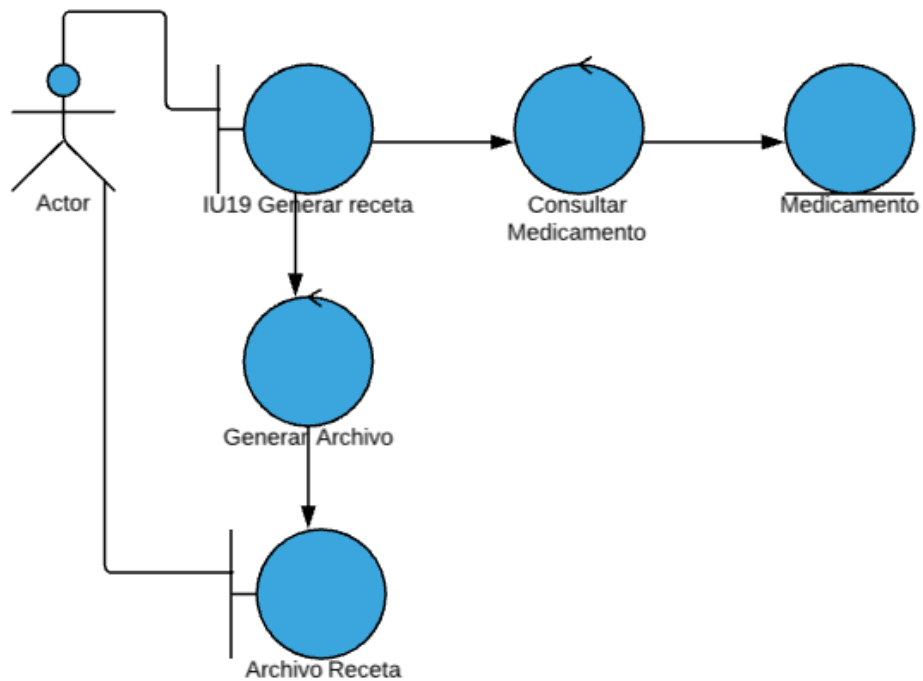 Actor
IU19 Generar receta
Consultar
Medicamento
Medicamento
Generar Archivo
Archivo Receta